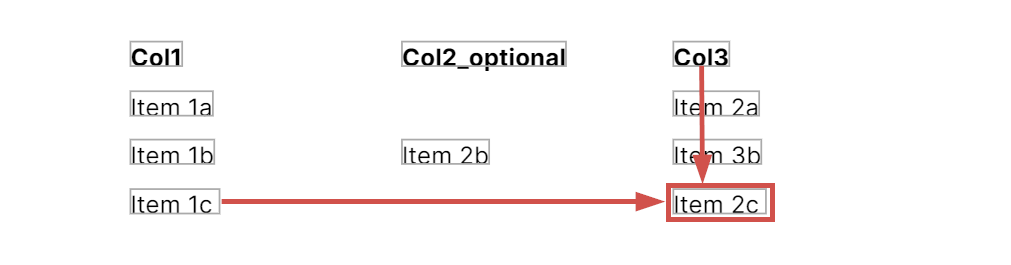 Col1 Col2_optional Col3
Item 1a Item 2a
Item 1b Item 2b Item 3b
Item 1c Item 2c